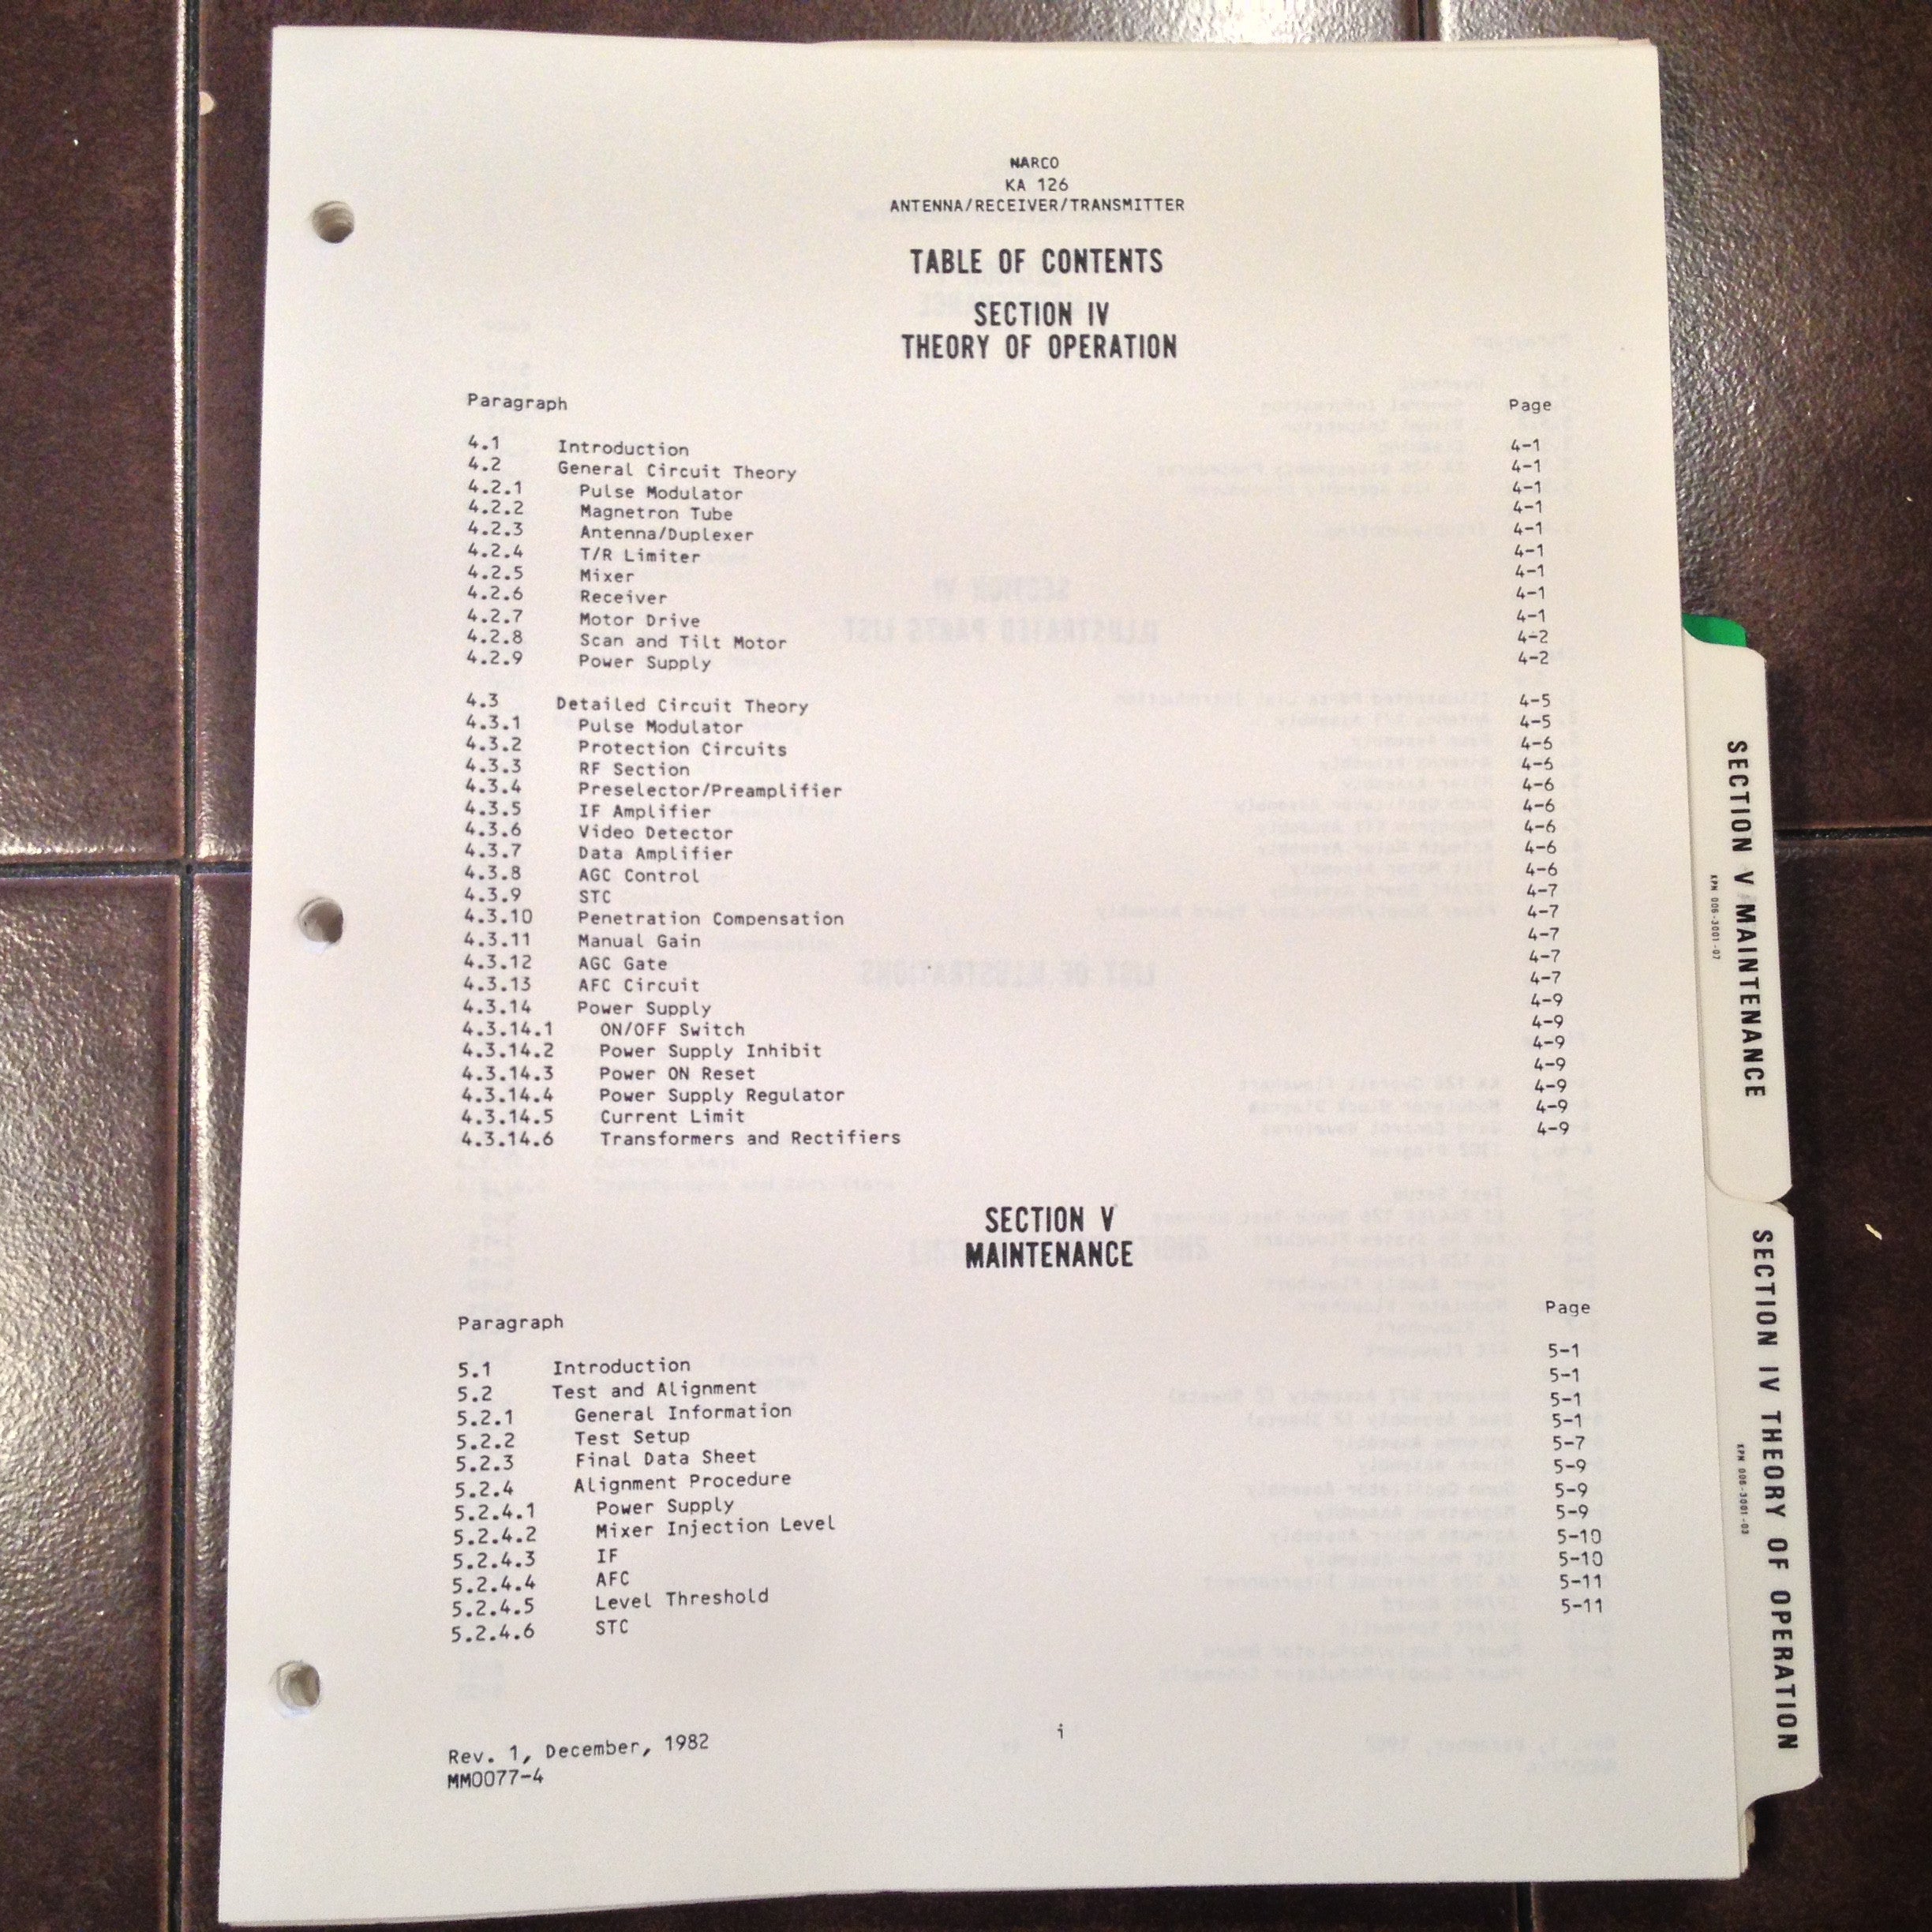 NARCO
KA 126
ANTENNA/RECEIVER/TRANSMITTER
TABLE OF CONTENTS
SECTION IV
THEORY OF OPERATION
Paragraph Page
4.1 Introduction 4-1
4.2 General Circuit Theory 4-1
4.2.1 Pulse Modulator 4-1
4.2.2 Magnetron Tube 4-1
4.2.3 Antenna/Duplexer 4-1
4.2.4 T/R Limiter 4-1
4.2.5 Mixer 4-1
4.2.6 Receiver 4-1
4.2.7 Motor Drive 4-1
4.2.8 Scan and Tilt Motor 4-2
4.2.9 Power Supply 4-2
4.3 Detailed Circuit Theory 4-5
4.3.1 Pulse Modulator 4-5
4.3.2 Protection Circuits 4-6
4.3.3 RF Section 4-6
4.3.4 Preselector/Preamplifier 4-6
4.3.5 IF Amplifier 4-6
4.3.6 Video Detector 4-6
4.3.7 Data Amplifier 4-6
4.3.8 AGC Control 4-6
4.3.9 STC 4-7
4.3.10 Penetration Compensation 4-7
4.3.11 Manual Gain 4-7
4.3.12 AGC Gate 4-7
4.3.13 AFC Circuit 4-7
4.3.14 Power Supply 4-9
4.3.14.1 ON/OFF Switch 4-9
4.3.14.2 Power Supply Inhibit 4-9
4.3.14.3 Power ON Reset 4-9
4.3.14.4 Power Supply Regulator 4-9
4.3.14.5 Current Limit 4-9
4.3.14.6 Transformers and Rectifiers 4-9
SECTION V
MAINTENANCE
Paragraph Page
5.1 Introduction 5-1
5.2 Test and Alignment 5-1
5.2.1 General Information 5-1
5.2.2 Test Setup 5-1
5.2.3 Final Data Sheet 5-7
5.2.4 Alignment Procedure 5-9
5.2.4.1 Power Supply 5-9
5.2.4.2 Mixer Injection Level 5-9
5.2.4.3 IF 5-10
5.2.4.4 AFC 5-10
5.2.4.5 Level Threshold 5-11
5.2.4.6 STC 5-11
Rev. 1, December, 1982
MM0077-4
i
SECTION V MAINTENANCE
KPN 006-3001-07
SECTION IV THEORY OF OPERATION
KPN 006-3001-03